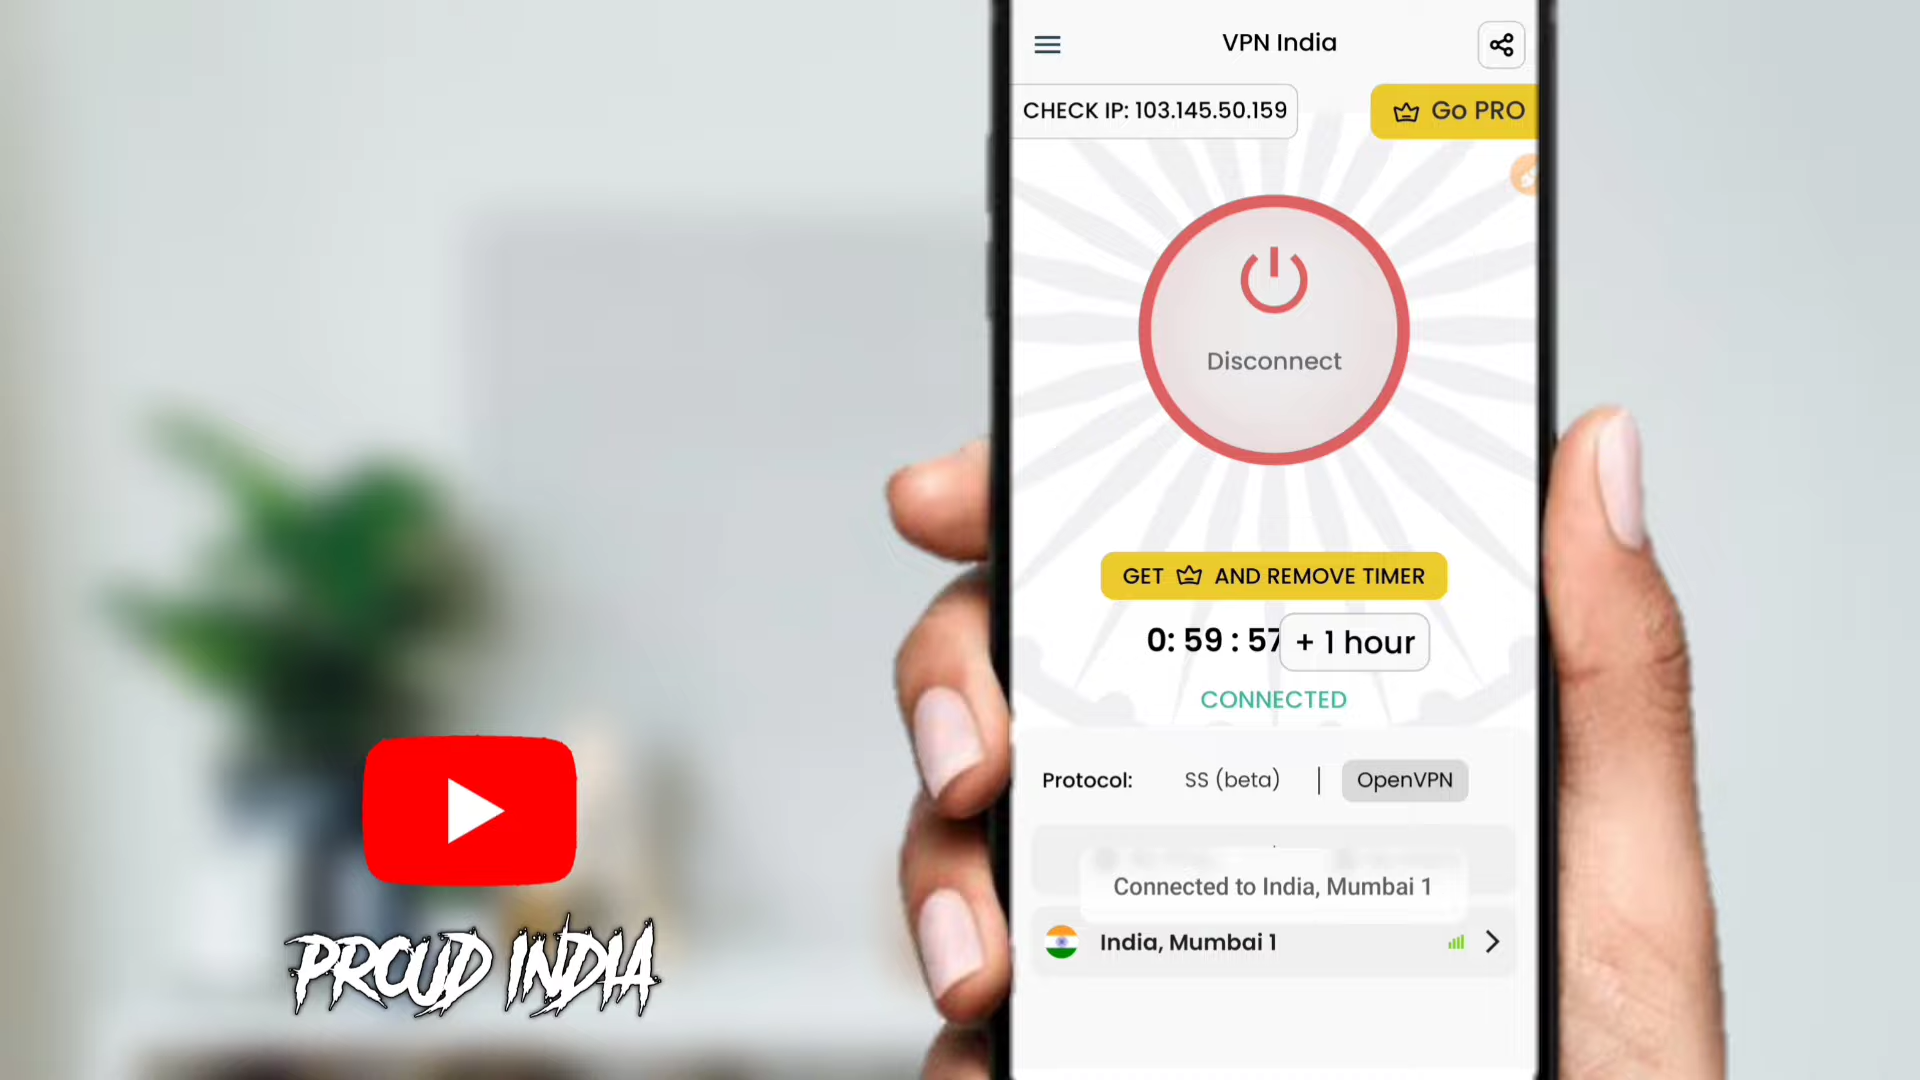 VPN India
CHECK IP: 103.145.50.159
Go PRO
Disconnect
GET AND REMOVE TIMER
0: 59 : 57
+ 1 hour
CONNECTED
Protocol:
SS (beta)
|
OpenVPN
Connected to India, Mumbai 1
India, Mumbai 1
PROUD INDIA